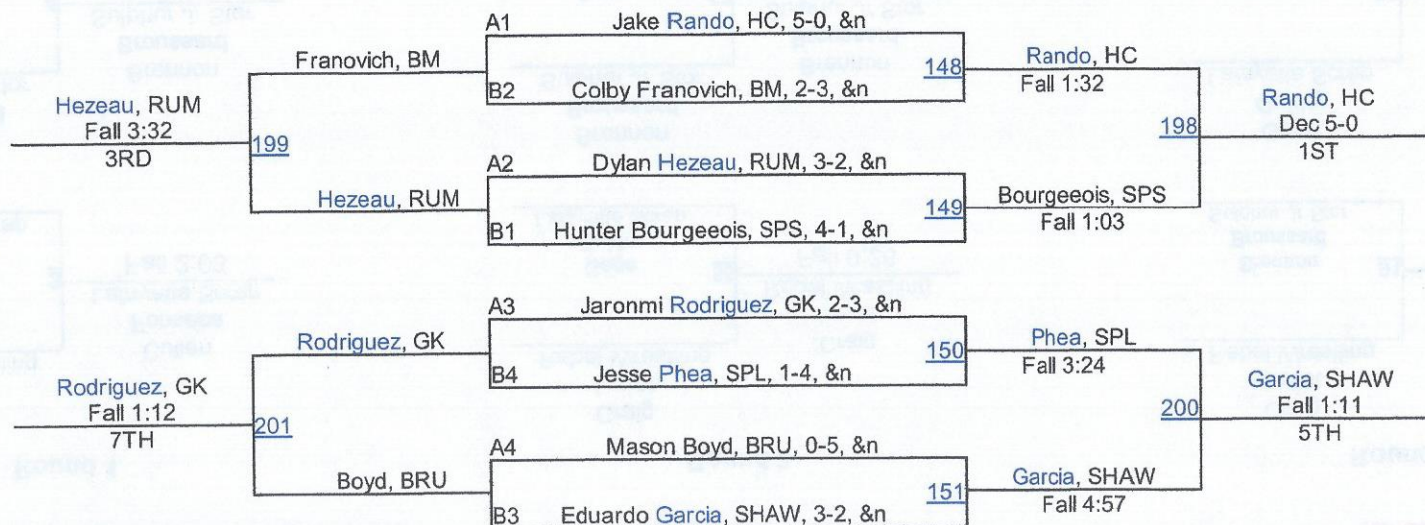 A1 Jake Rando, HC, 5-0, &n
Franovich, BM
148
Rando, HC
Fall 1:32
B2 Colby Franovich, BM, 2-3, &n
Hezeau, RUM
Fall 3:32
3RD
199
198
Rando, HC
Dec 5-0
1ST
A2 Dylan Hezeau, RUM, 3-2, &n
Hezeau, RUM
149
Bourgeeois, SPS
Fall 1:03
B1 Hunter Bourgeeois, SPS, 4-1, &n
A3 Jaronmi Rodriguez, GK, 2-3, &n
Rodriguez, GK
150
Phea, SPL
Fall 3:24
B4 Jesse Phea, SPL, 1-4, &n
Rodriguez, GK
Fall 1:12
7TH
201
200
Garcia, SHAW
Fall 1:11
5TH
A4 Mason Boyd, BRU, 0-5, &n
Boyd, BRU
151
Garcia, SHAW
Fall 4:57
B3 Eduardo Garcia, SHAW, 3-2, &n